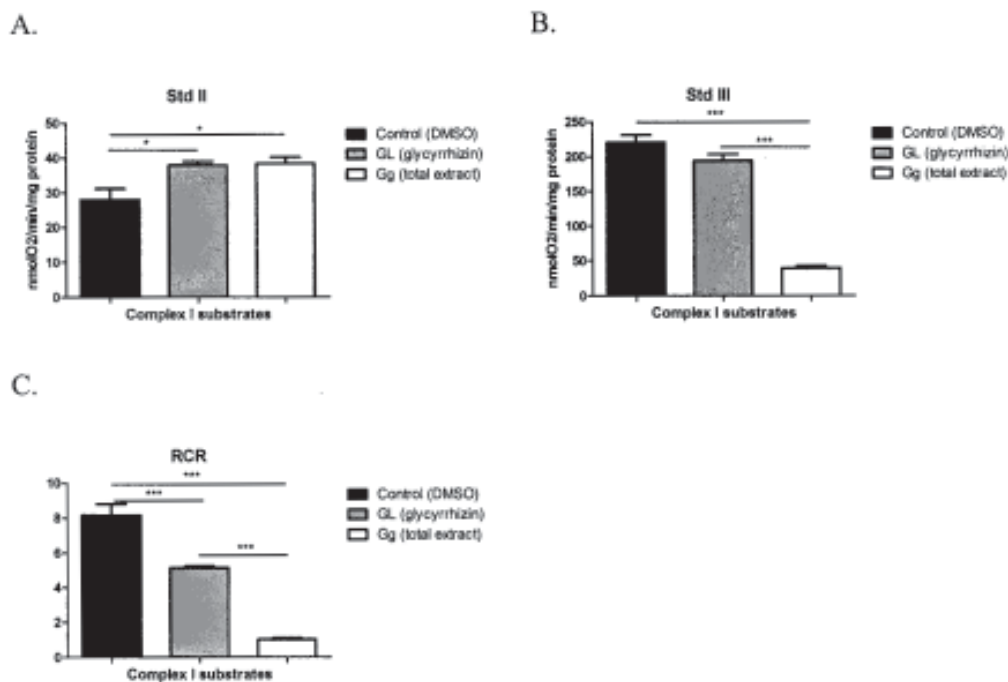 A.
Std II
nmolO2/min/mg protein
50
40
30
20
10
0
*
*
Complex I substrates
Control (DMSO)
GL (glycyrrhizin)
Gg (total extract)
B.
Std III
nmolO2/min/mg protein
250
200
150
100
50
0
***
***
Complex I substrates
Control (DMSO)
GL (glycyrrhizin)
Gg (total extract)
C.
RCR
10
8
6
4
2
0
***
***
***
Complex I substrates
Control (DMSO)
GL (glycyrrhizin)
Gg (total extract)